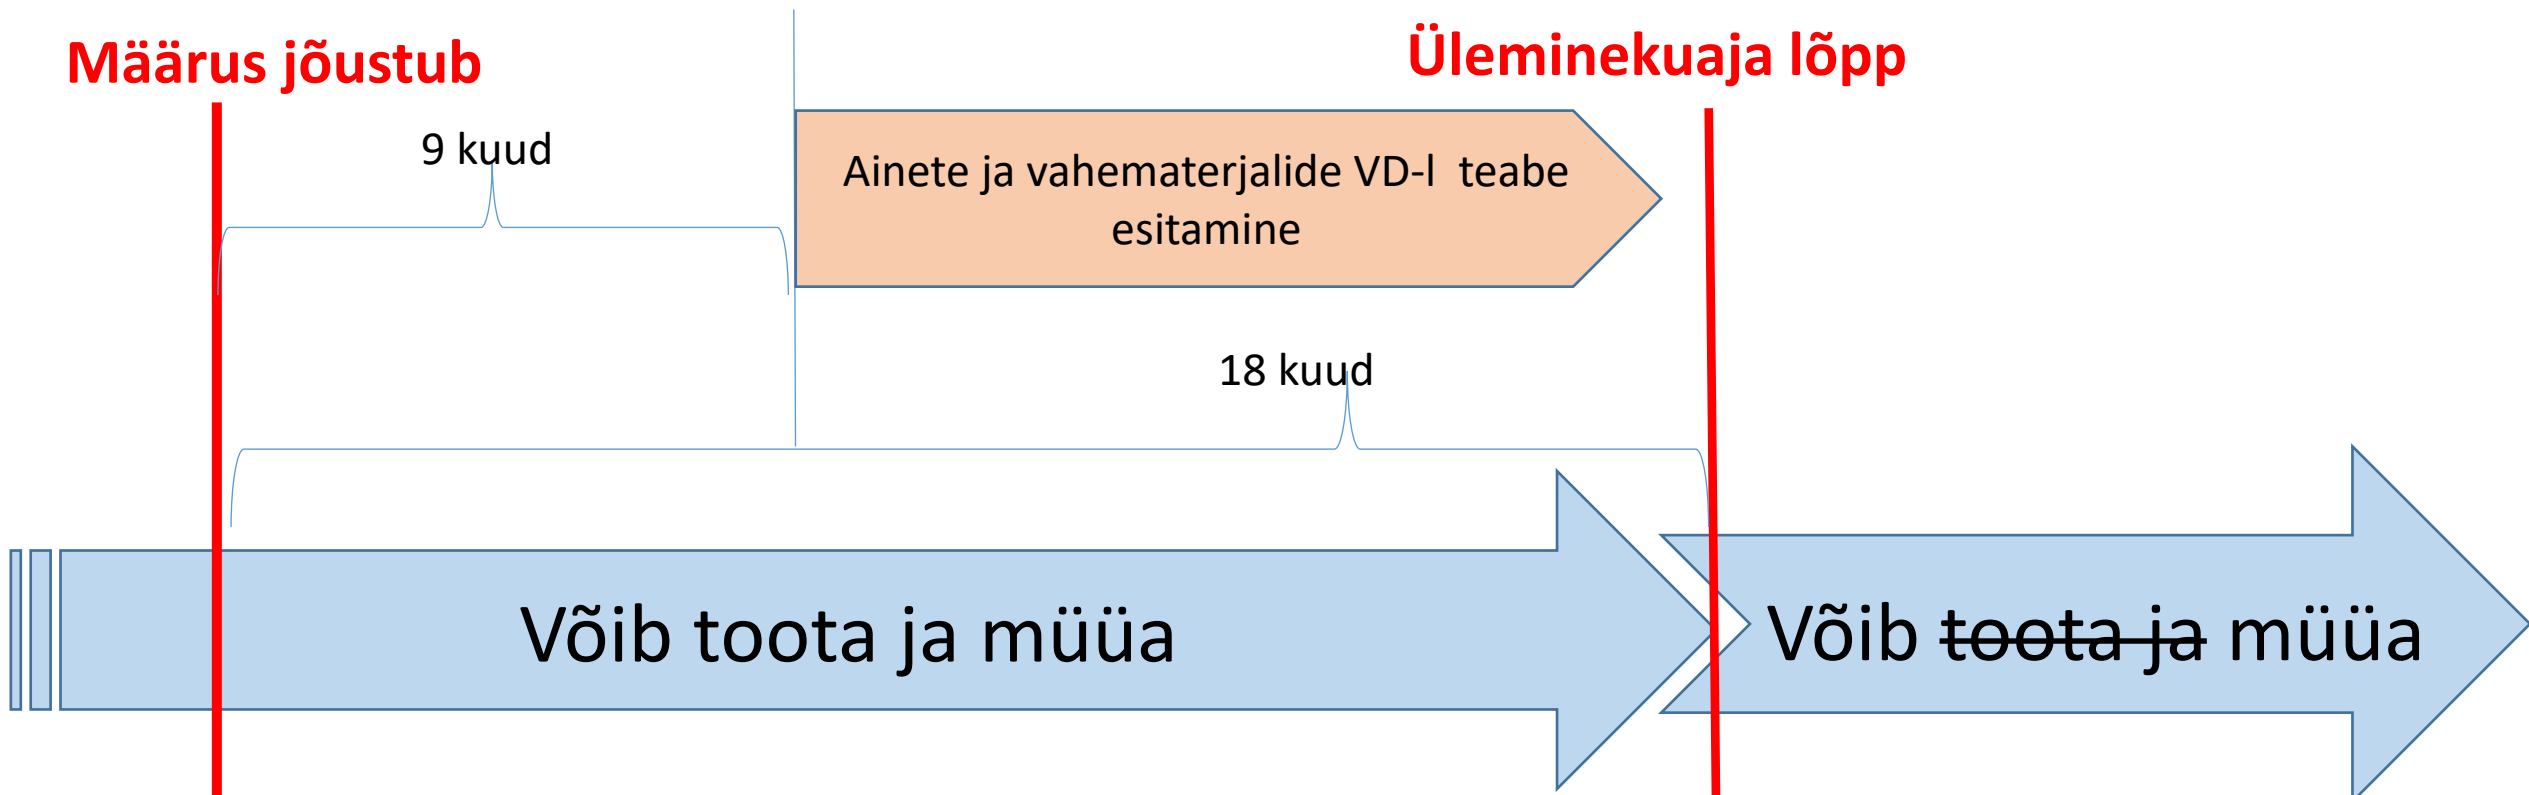 Määrus jõustub
Üleminekuaja lõpp
9 kuud
Ainete ja vahematerjalide VD-l teabe
esitamine
18 kuud
Võib toota ja müüa
Võib ~~toota ja~~ müüa